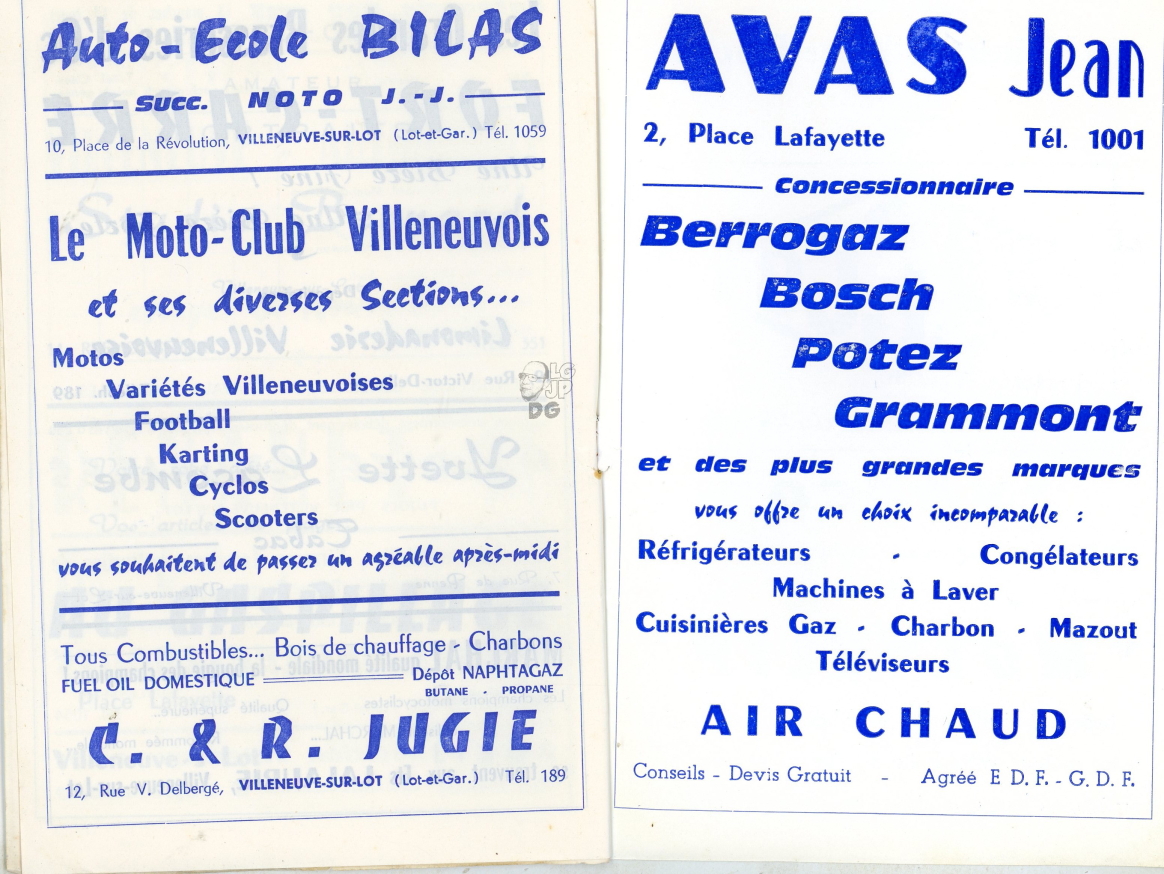 Auto-Ecole BILAS
Succ. NOTO J.-J.
10, Place de la Révolution, VILLENEUVE-SUR-LOT (Lot-et-Gar.) Tél. 1059
Le Moto-Club Villeneuvois
et ses diverses Sections...
Motos
Variétés Villeneuvoises
Football
Karting
Cyclos
Scooters
vous souhaitent de passer un agréable après-midi
Tous Combustibles... Bois de chauffage - Charbons
FUEL OIL DOMESTIQUE Dépôt NAPHTAGAZ
BUTANE - PROPANE
C. & R. JUGIE
12, Rue V. Delbergé, VILLENEUVE-SUR-LOT (Lot-et-Gar.) Tél. 189
LG
JP
DG
AVAS Jean
2, Place Lafayette Tél. 1001
Concessionnaire
Berrogaz
Bosch
Potez
Grammont
et des plus grandes marques
vous offre un choix incomparable :
Réfrigérateurs - Congélateurs
Machines à Laver
Cuisinières Gaz - Charbon - Mazout
Téléviseurs
AIR CHAUD
Conseils - Devis Gratuit - Agréé E D. F. - G. D. F.